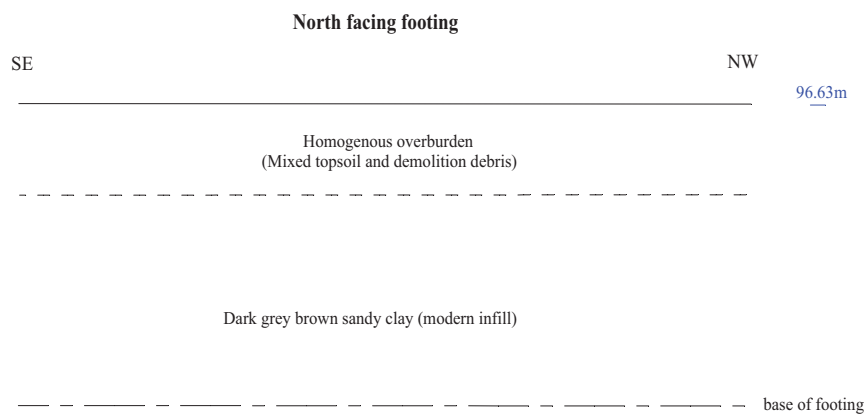 North facing footing
SE
NW
96.63m
Homogenous overburden
(Mixed topsoil and demolition debris)
Dark grey brown sandy clay (modern infill)
base of footing